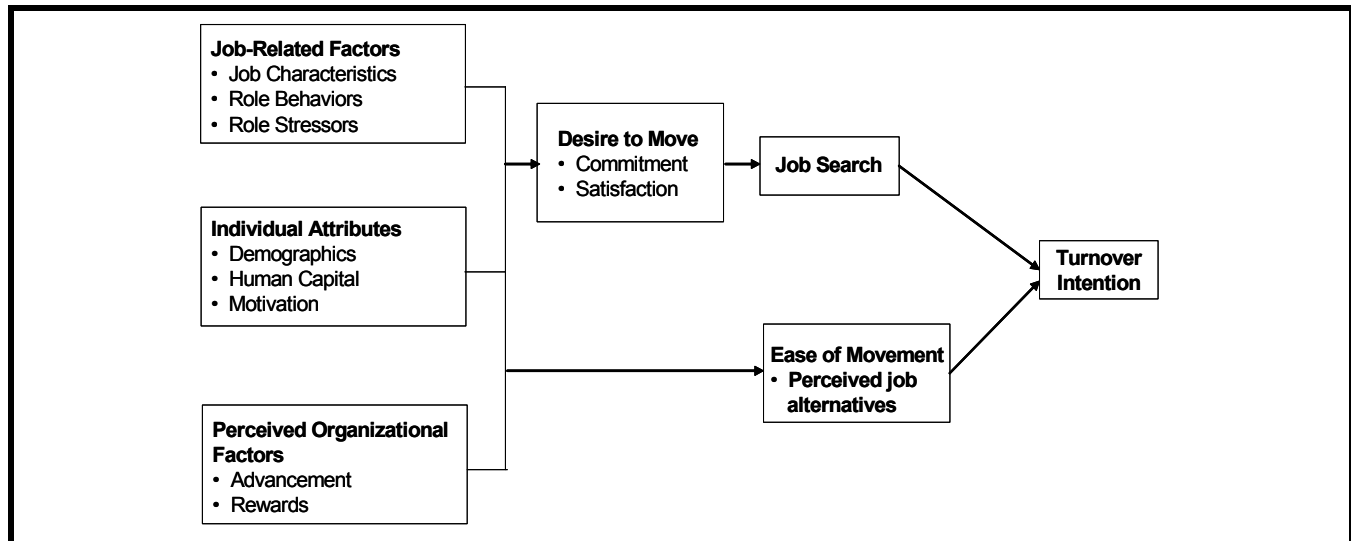 Job-Related Factors
• Job Characteristics
• Role Behaviors
• Role Stressors
Individual Attributes
• Demographics
• Human Capital
• Motivation
Perceived Organizational
Factors
• Advancement
• Rewards
Desire to Move
• Commitment
• Satisfaction
Job Search
Ease of Movement
• Perceived job
alternatives
Turnover
Intention